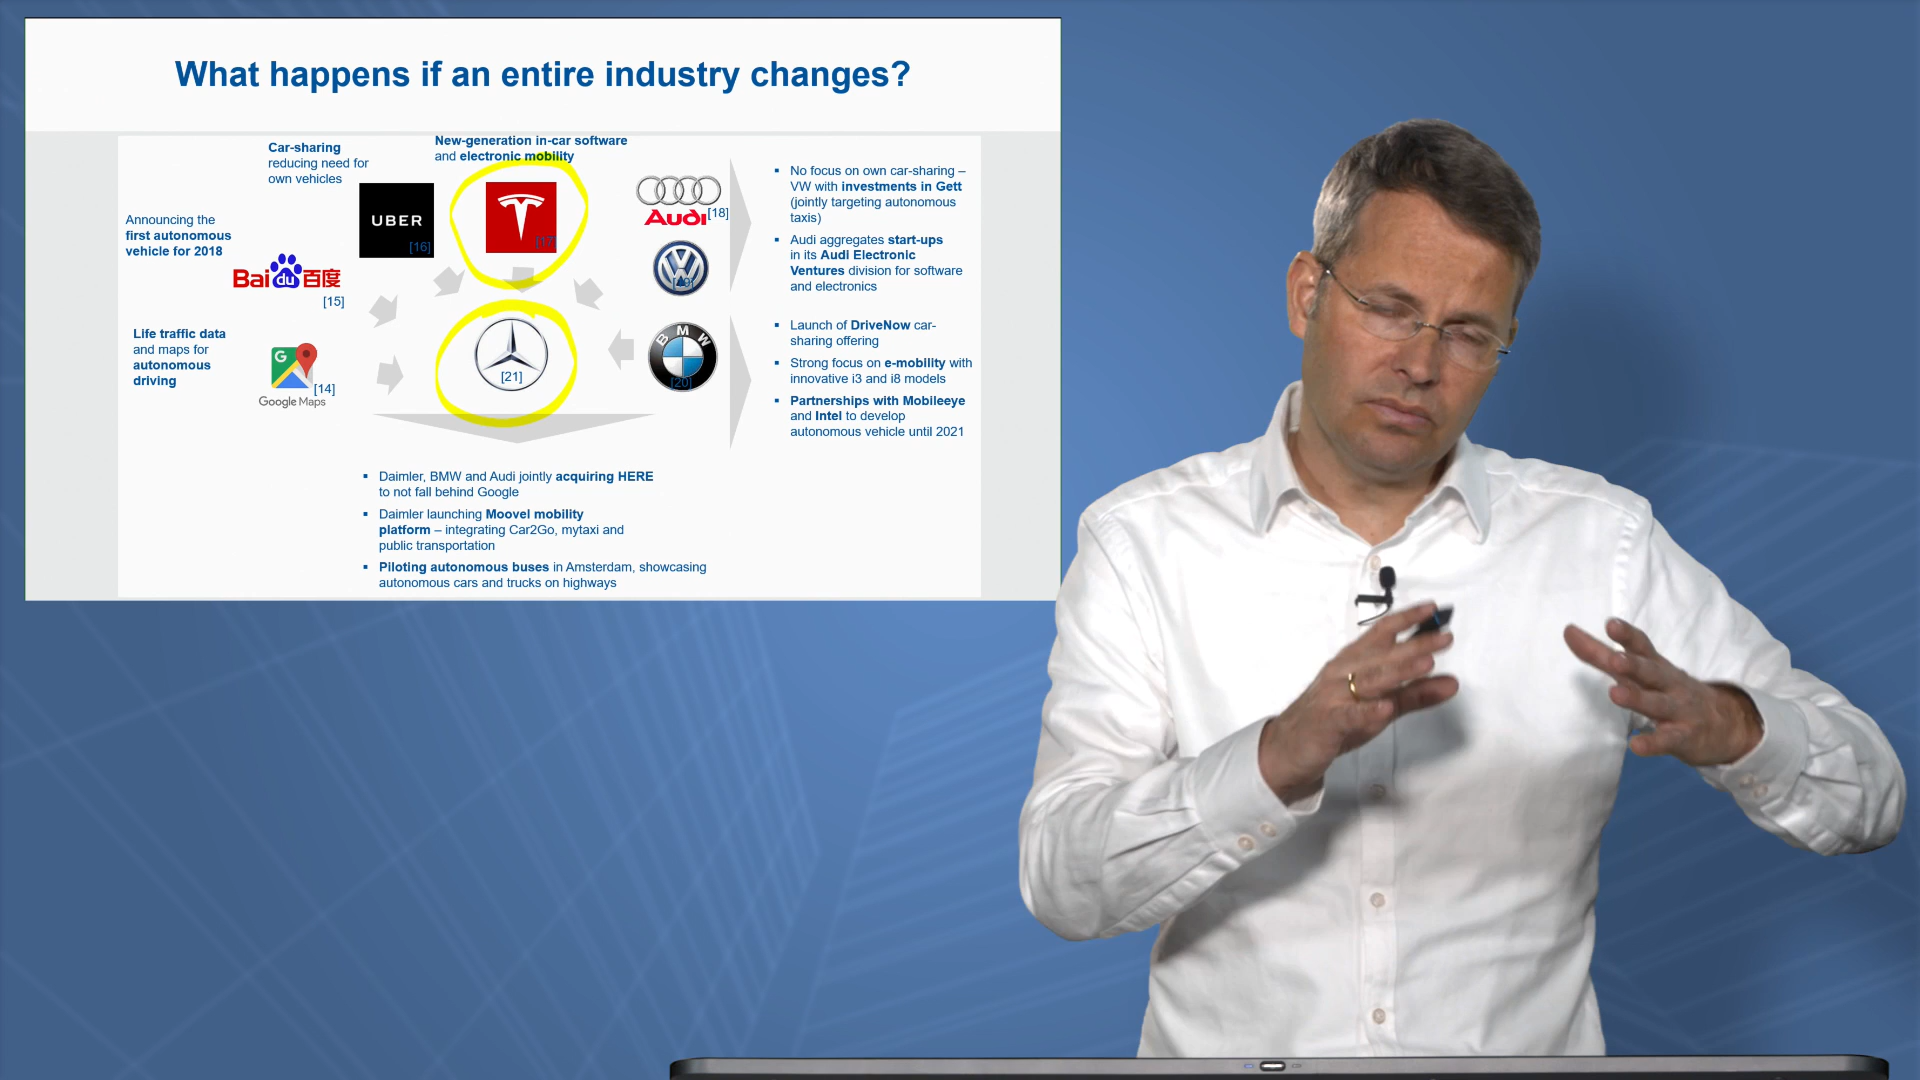 What happens if an entire industry changes?
Car-sharing
reducing need for
own vehicles
New-generation in-car software
and electronic mobility
Announcing the
first autonomous
vehicle for 2018
UBER
[16]
[17]
Audi
[18]
Bai du 百度
[15]
[19]
Life traffic data
and maps for
autonomous
driving
G
[14]
Google Maps
[21]
BMW
[20]
▪ No focus on own car-sharing –
VW with investments in Gett
(jointly targeting autonomous
taxis)
▪ Audi aggregates start-ups
in its Audi Electronic
Ventures division for software
and electronics
▪ Launch of DriveNow car-
sharing offering
▪ Strong focus on e-mobility with
innovative i3 and i8 models
▪ Partnerships with Mobileeye
and Intel to develop
autonomous vehicle until 2021
▪ Daimler, BMW and Audi jointly acquiring HERE
to not fall behind Google
▪ Daimler launching Moovel mobility
platform – integrating Car2Go, mytaxi and
public transportation
▪ Piloting autonomous buses in Amsterdam, showcasing
autonomous cars and trucks on highways